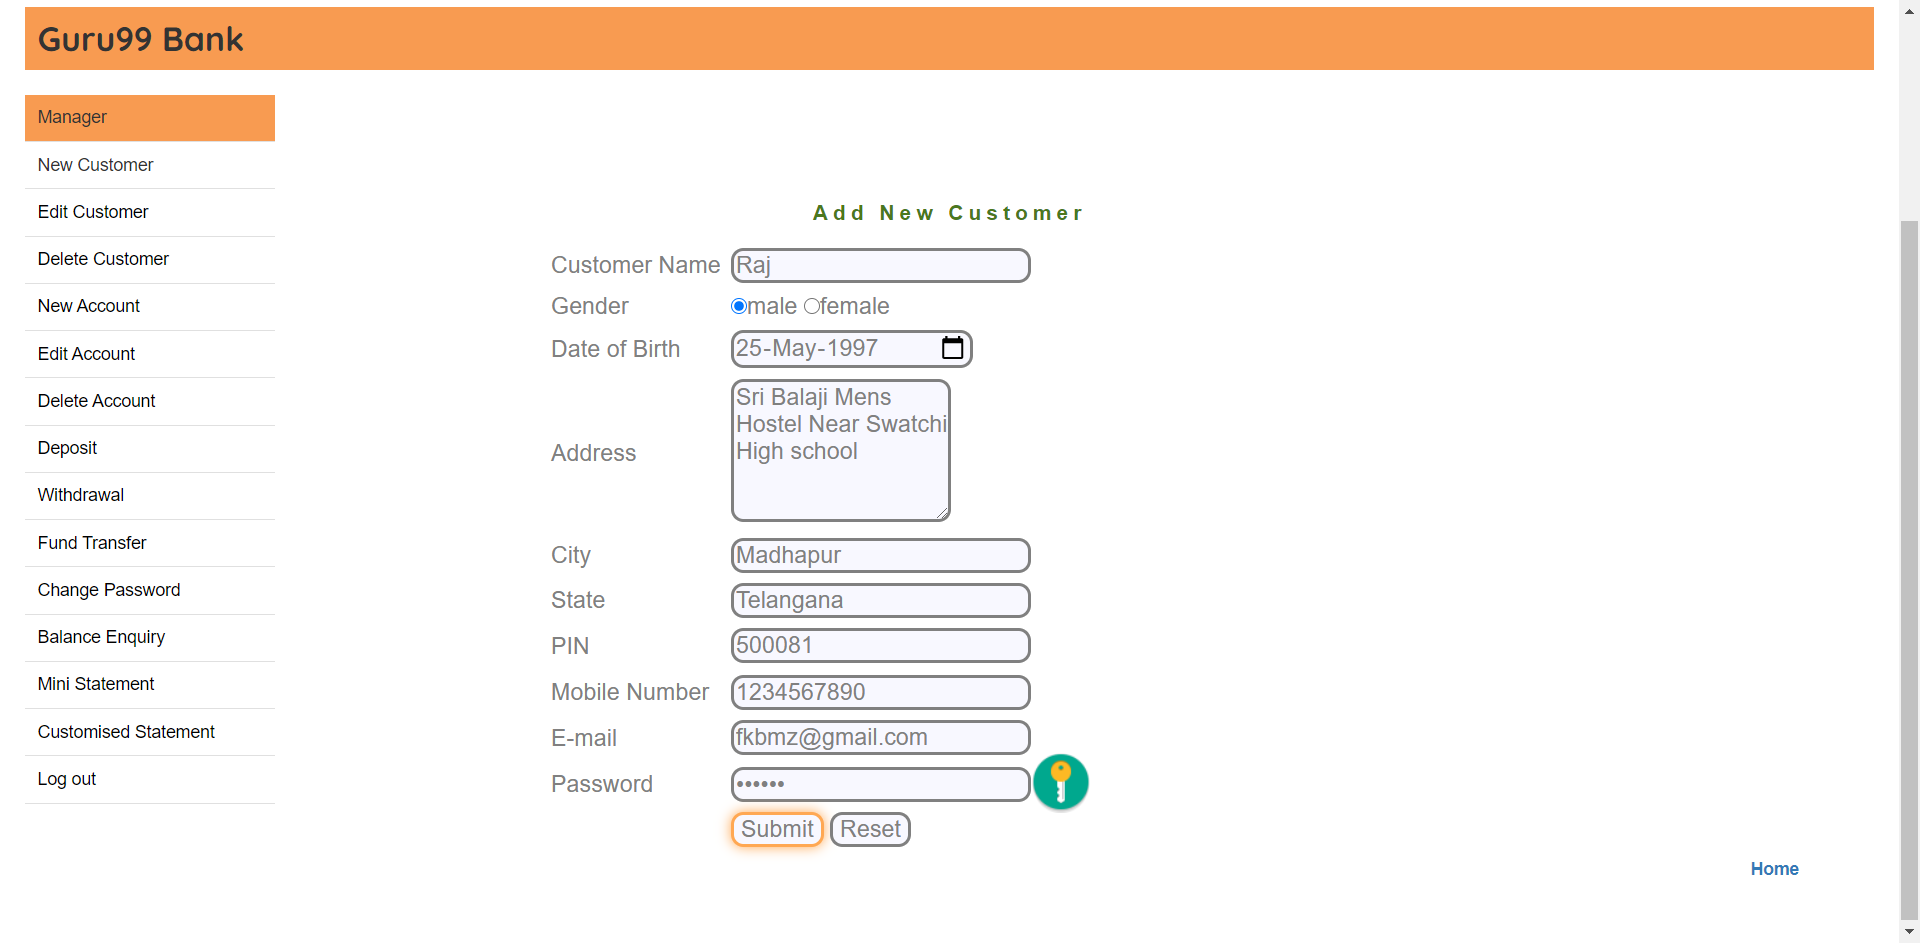 Guru99 Bank
Manager
New Customer
Edit Customer
Delete Customer
New Account
Edit Account
Delete Account
Deposit
Withdrawal
Fund Transfer
Change Password
Balance Enquiry
Mini Statement
Customised Statement
Log out
Add New Customer
Customer Name Raj
Gender male female
Date of Birth 25-May-1997
Address
Sri Balaji Mens
Hostel Near Swatchi
High school
City Madhapur
State Telangana
PIN 500081
Mobile Number 1234567890
E-mail fkbmz@gmail.com
Password ••••••
Submit Reset
Home